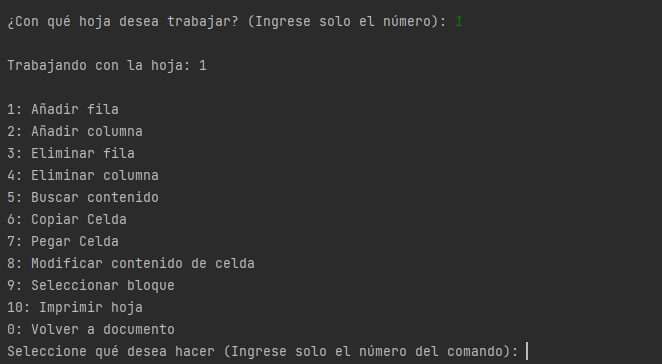 ¿Con qué hoja desea trabajar? (Ingrese solo el número): 1
Trabajando con la hoja: 1
1: Añadir fila
2: Añadir columna
3: Eliminar fila
4: Eliminar columna
5: Buscar contenido
6: Copiar Celda
7: Pegar Celda
8: Modificar contenido de celda
9: Seleccionar bloque
10: Imprimir hoja
0: Volver a documento
Seleccione qué desea hacer (Ingrese solo el número del comando):